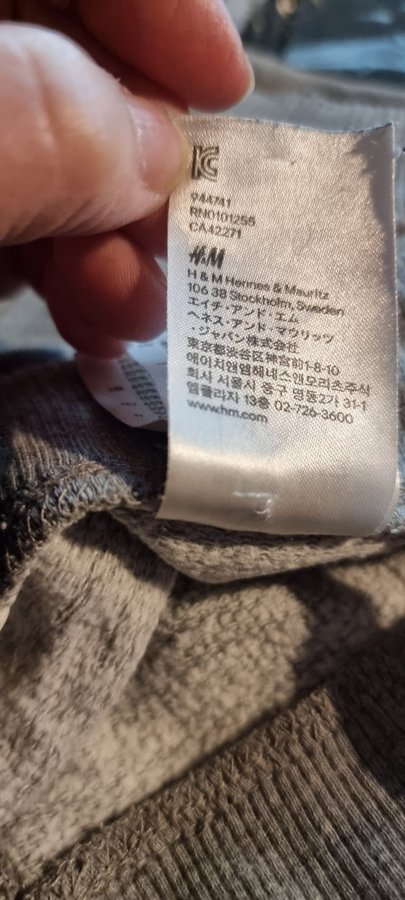 944741
RN0101255
CA42271
H&M
H & M Hennes & Mauritz
106 38 Stockholm, Sweden
エイチ・アンド・エム
ヘネス・アンド・マウリッツ
・ジャパン株式会社
東京都渋谷区神宮前1-8-10
에이치앤엠헤네스앤모리츠주식
회사 서울시 중구 명동2가 31-1
엠플라자 13층 02-726-3600
www.hm.com